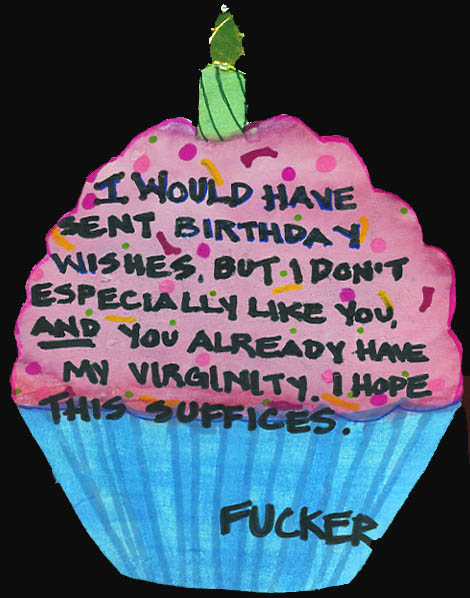 I WOULD HAVE
SENT BIRTHDAY
WISHES, BUT I DON'T
ESPECIALLY LIKE YOU,
AND YOU ALREADY HAVE
MY VIRGINITY. I HOPE
THIS SUFFICES.
FUCKER